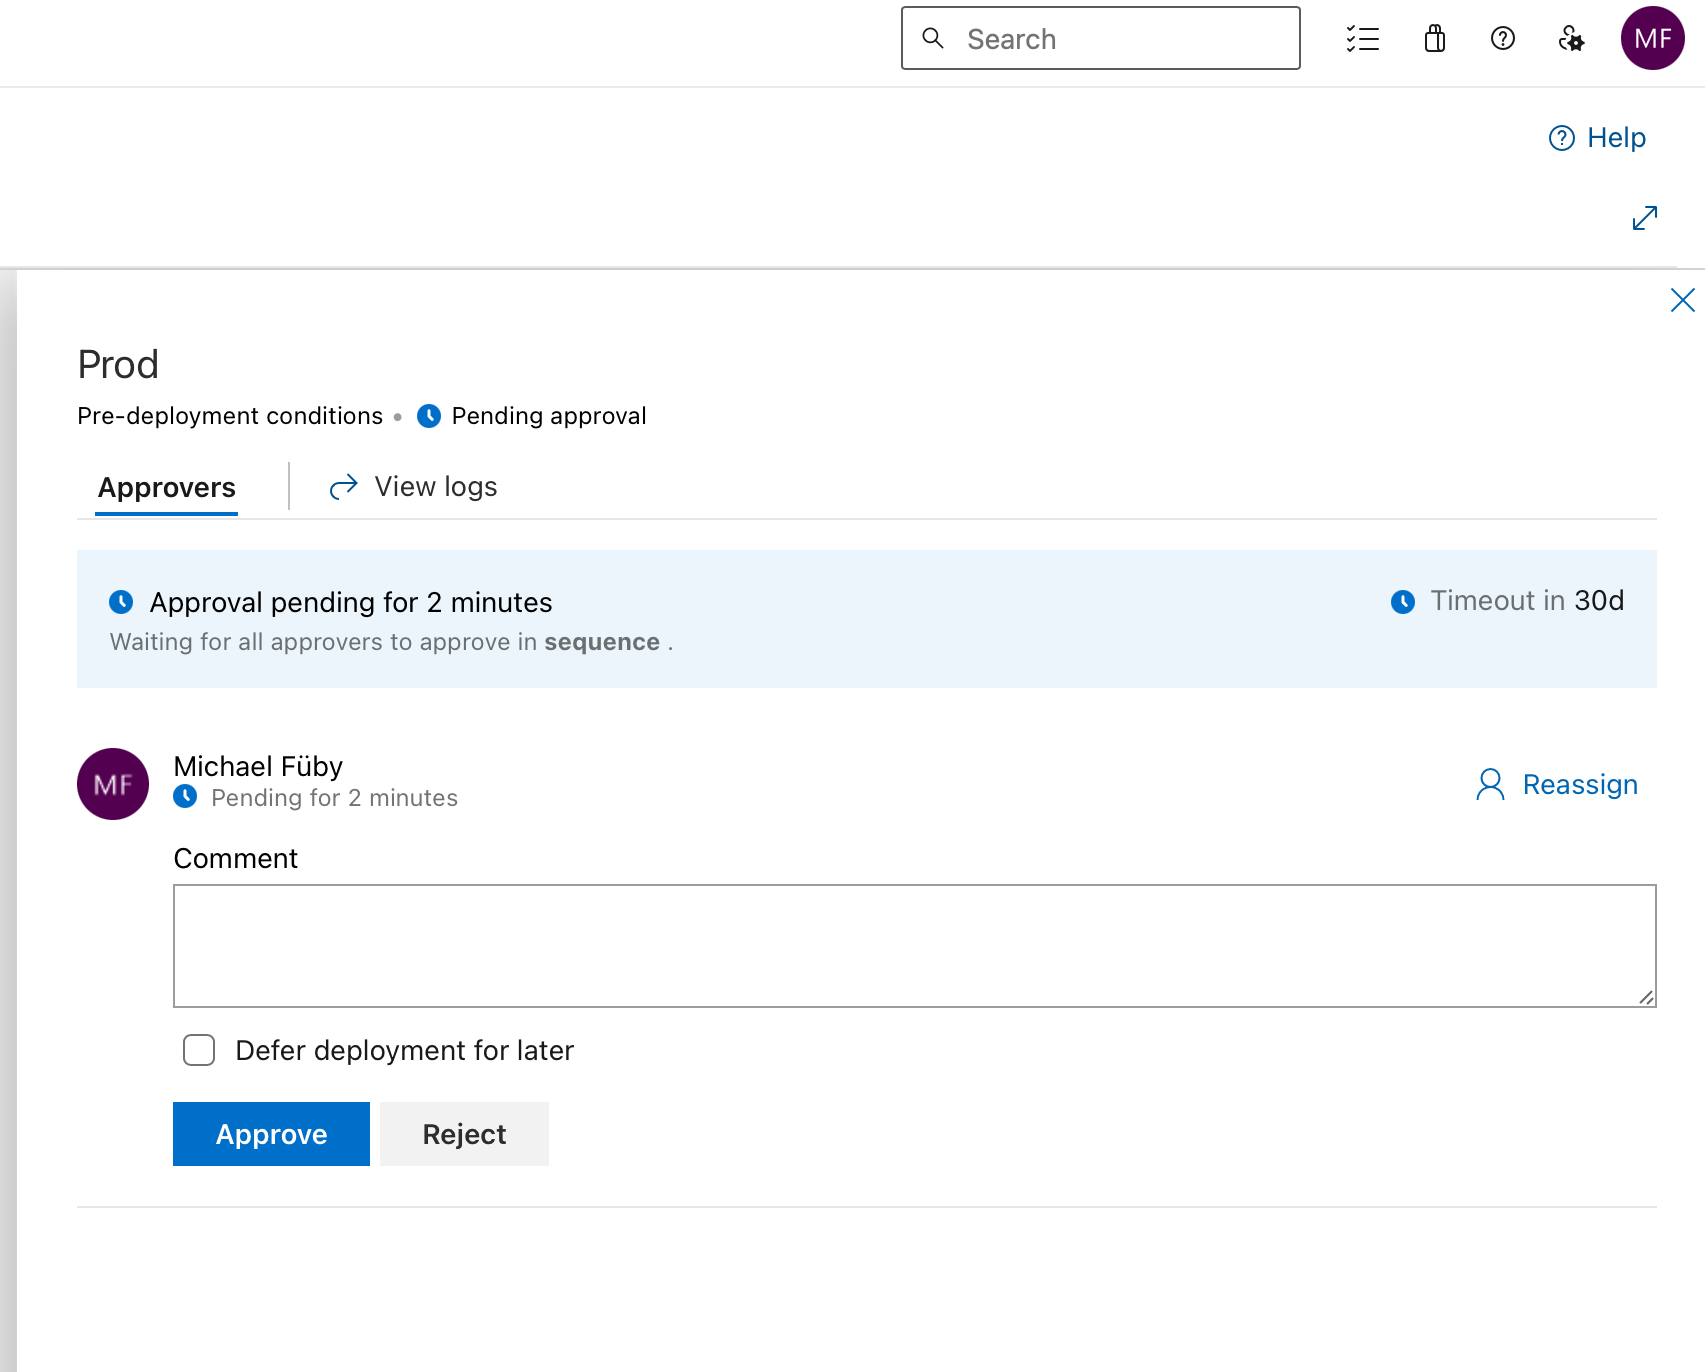 Search
MF
Help
Prod
Pre-deployment conditions • Pending approval
Approvers
View logs
Approval pending for 2 minutes
Timeout in 30d
Waiting for all approvers to approve in sequence .
MF
Michael Füby
Pending for 2 minutes
Reassign
Comment
Defer deployment for later
Approve
Reject